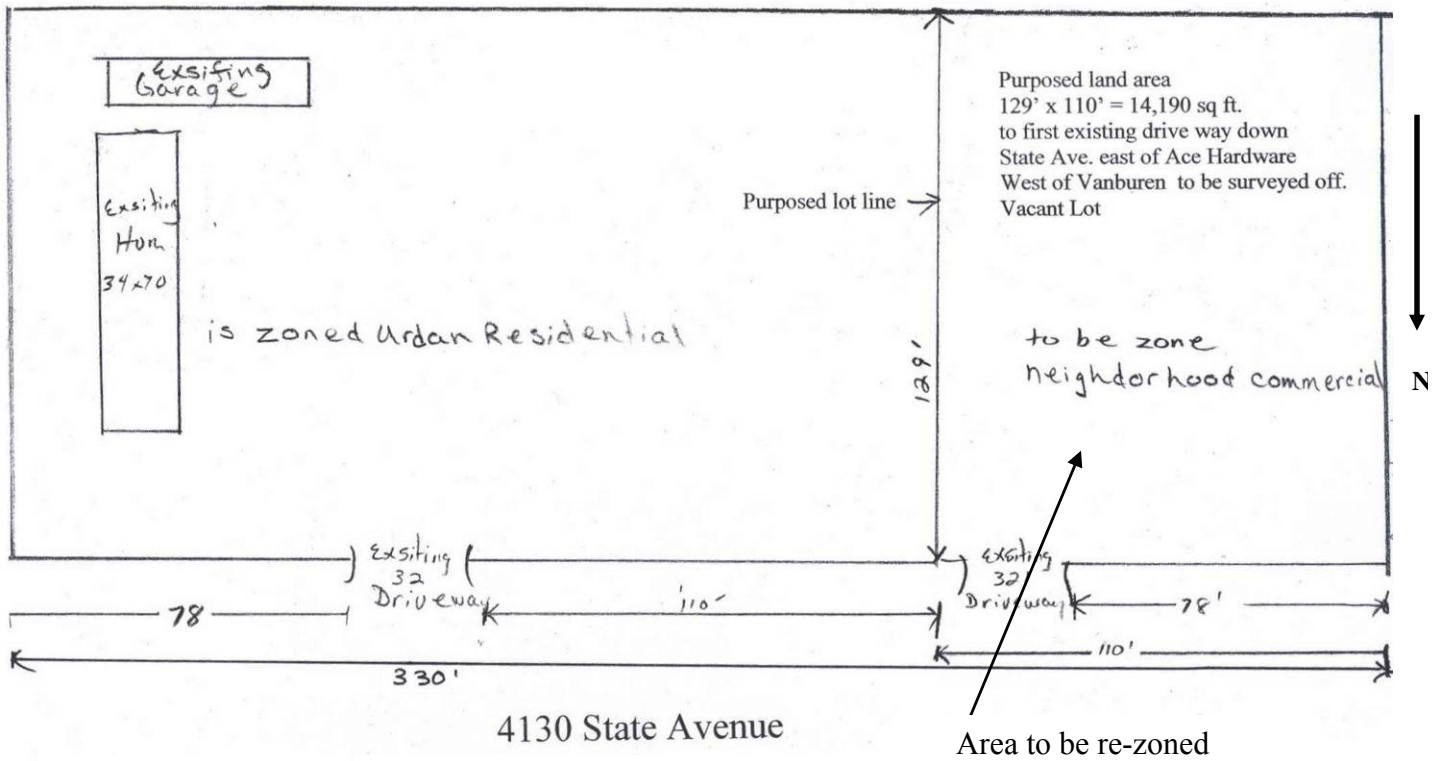 Exsifing
Garage
Exsiting
Hom
34x70
is zoned Urdan Residential
Purposed lot line
129'
Purposed land area
129' x 110' = 14,190 sq ft.
to first existing drive way down
State Ave. east of Ace Hardware
West of Vanburen to be surveyed off.
Vacant Lot
to be zone
neighdorhood commercial
N
Exsiting
32
Driveway
Exsiting
32'
Driveway
78
'110'
78'
110'
330'
4130 State Avenue
Area to be re-zoned